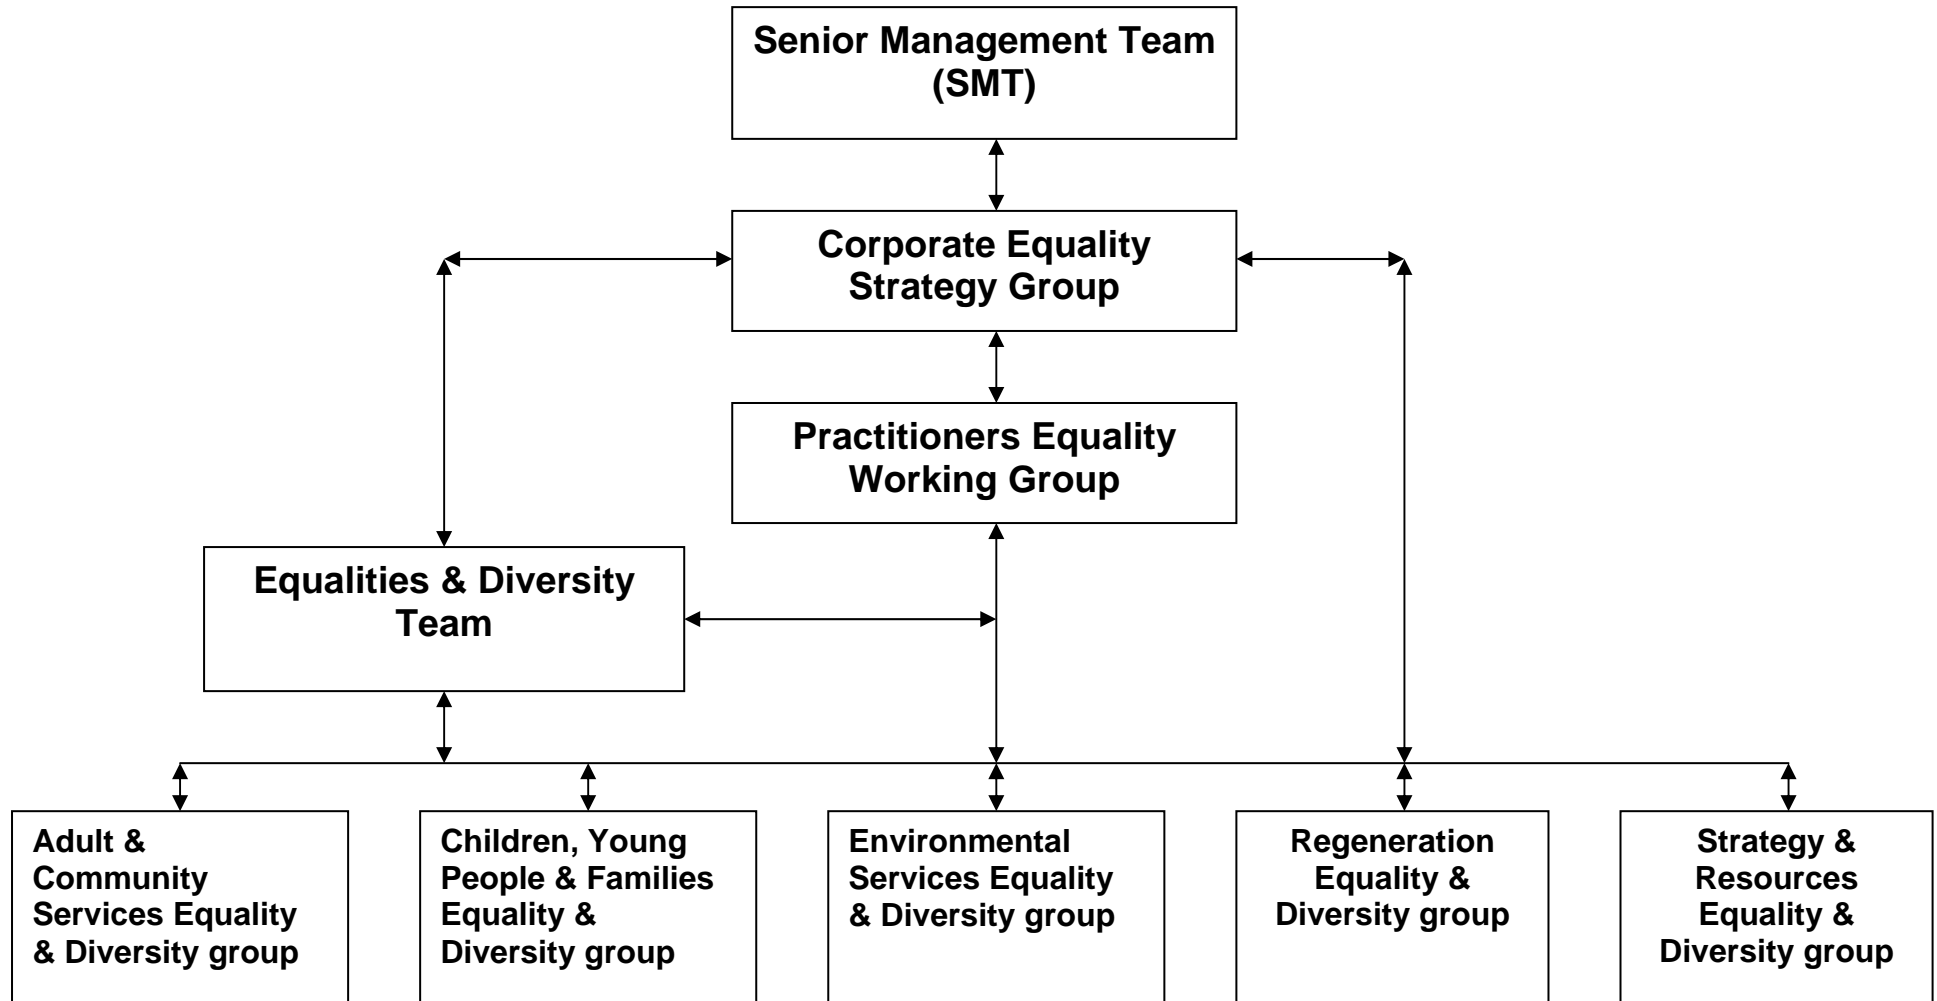 Senior Management Team
(SMT)
Corporate Equality
Strategy Group
Practitioners Equality
Working Group
Equalities & Diversity
Team
Adult &
Community
Services Equality
& Diversity group
Children, Young
People & Families
Equality &
Diversity group
Environmental
Services Equality
& Diversity group
Regeneration
Equality &
Diversity group
Strategy &
Resources
Equality &
Diversity group